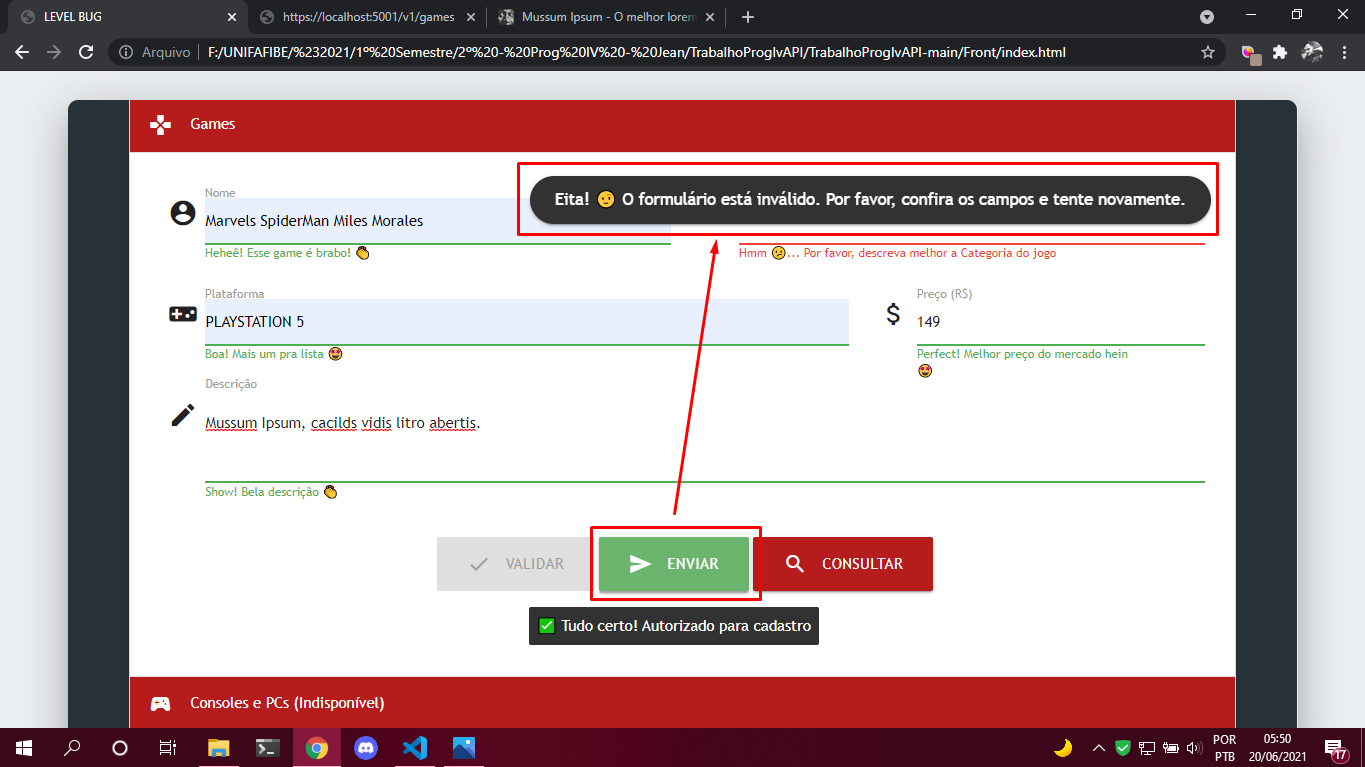 LEVEL BUG
https://localhost:5001/v1/games
Mussum Ipsum - O melhor lorem
Arquivo
F:/UNIFAFIBE/%232021/1º%20Semestre/2º%20-%20Prog%20IV%20-%20Jean/TrabalhoProgIvAPI/TrabalhoProgIvAPI-main/Front/index.html
Games
Nome
Marvels SpiderMan Miles Morales
Eita! 🤨 O formulário está inválido. Por favor, confira os campos e tente novamente.
Heheê! Esse game é brabo! 👏
Hmm 😕... Por favor, descreva melhor a Categoria do jogo
Plataforma
PLAYSTATION 5
Preço (R$)
149
Boa! Mais um pra lista 🤩
Perfect! Melhor preço do mercado hein
🤩
Descrição
Mussum Ipsum, cacilds vidis litro abertis.
Show! Bela descrição 👏
VALIDAR
ENVIAR
CONSULTAR
✅ Tudo certo! Autorizado para cadastro
Consoles e PCs (Indisponível)
POR
PTB
05:50
20/06/2021
17